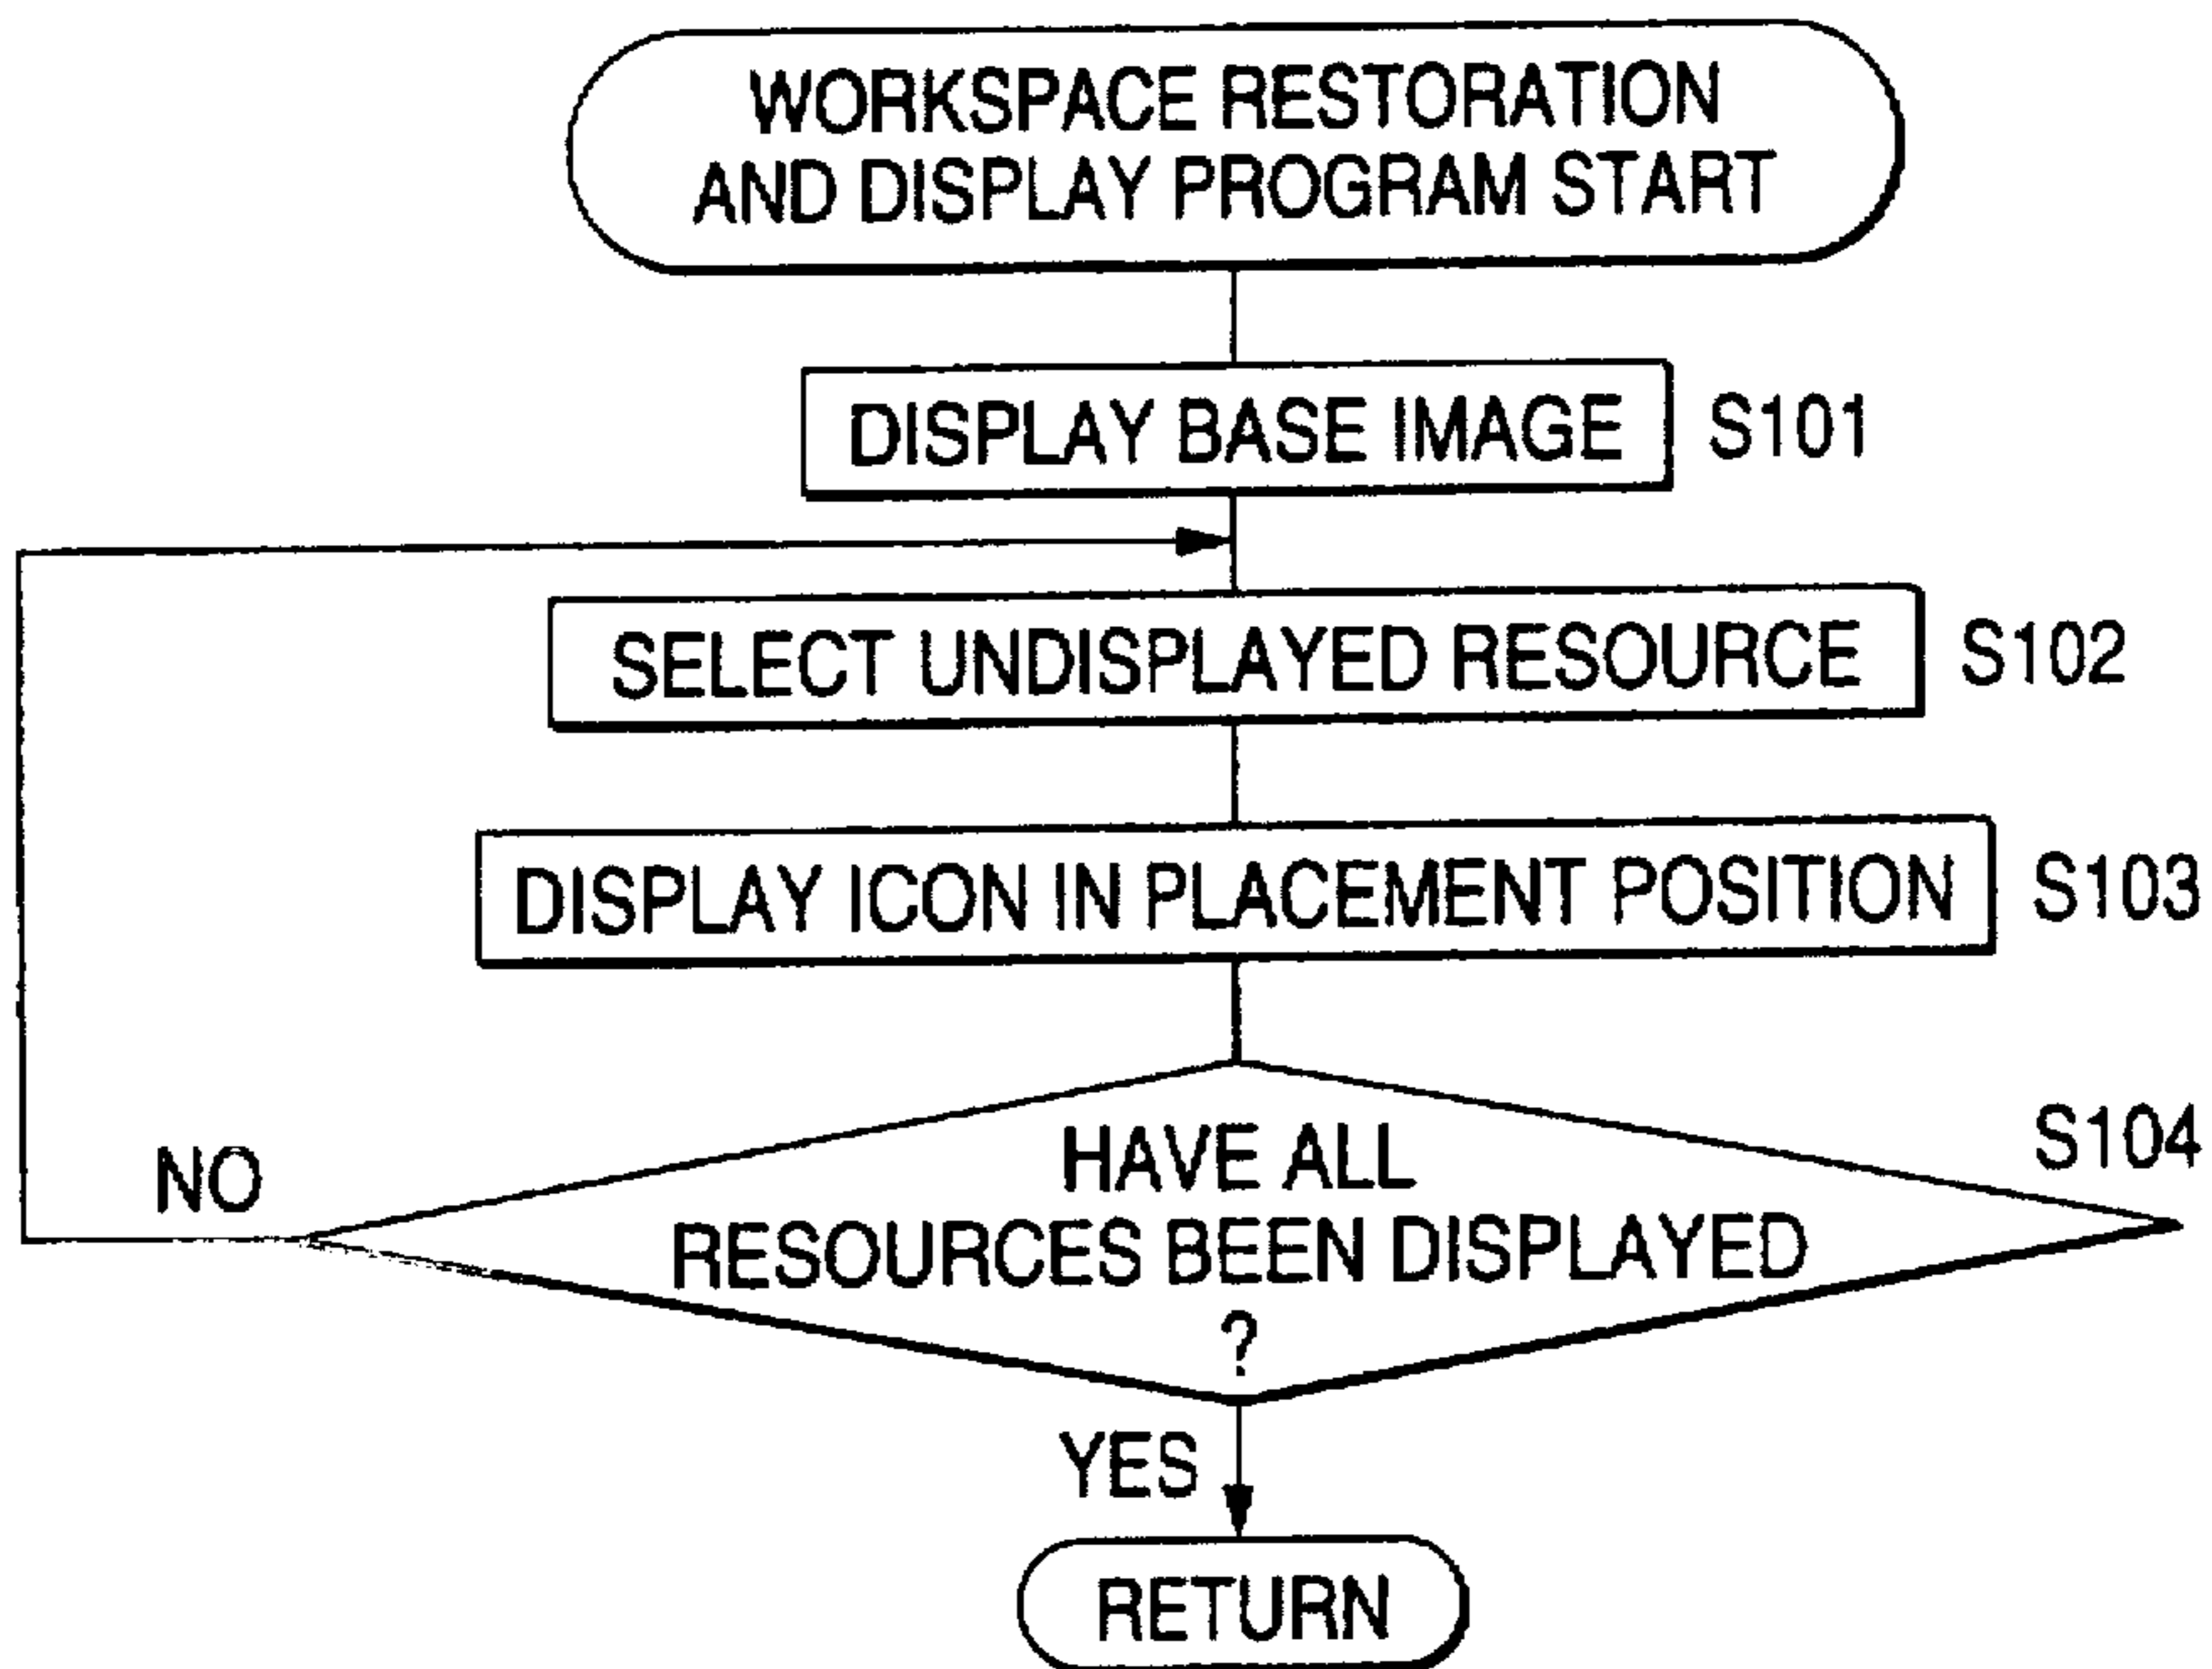 WORKSPACE RESTORATION
AND DISPLAY PROGRAM START
DISPLAY BASE IMAGE
S101
SELECT UNDISPLAYED RESOURCE
S102
DISPLAY ICON IN PLACEMENT POSITION
S103
HAVE ALL
RESOURCES BEEN DISPLAYED
?
S104
NO
YES
RETURN